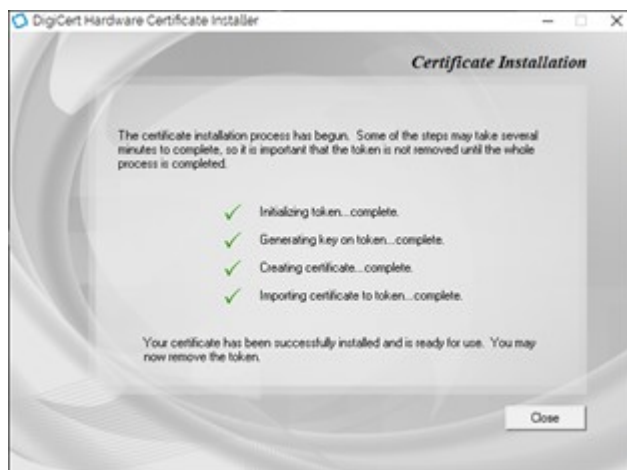 DigiCert Hardware Certificate Installer
Certificate Installation
The certificate installation process has begun. Some of the steps may take several
minutes to complete, so it is important that the token is not removed until the whole
process is completed.
Initializing token...complete.
Generating key on token...complete.
Creating certificate...complete.
Importing certificate to token...complete.
Your certificate has been successfully installed and is ready for use. You may
now remove the token.
Close